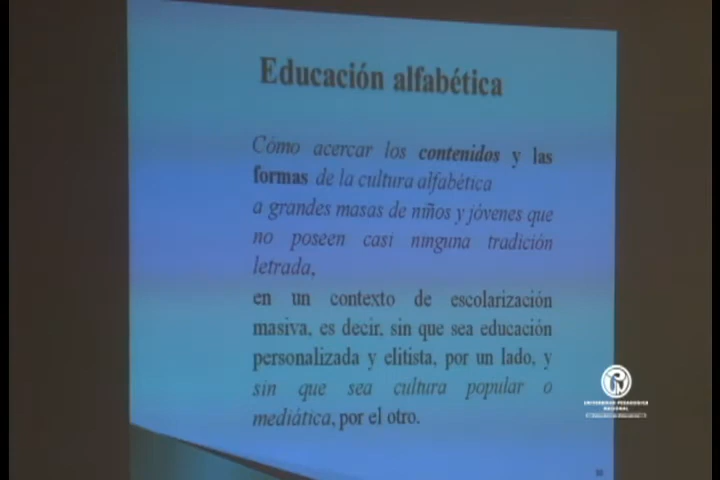 Educación alfabética
Cómo acercar los contenidos y las
formas de la cultura alfabética
a grandes masas de niños y jóvenes que
no poseen casi ninguna tradición
letrada,
en un contexto de escolarización
masiva, es decir, sin que sea educación
personalizada y elitista, por un lado, y
sin que sea cultura popular o
mediática, por el otro.
UNIVERSIDAD PEDAGOGICA
NACIONAL